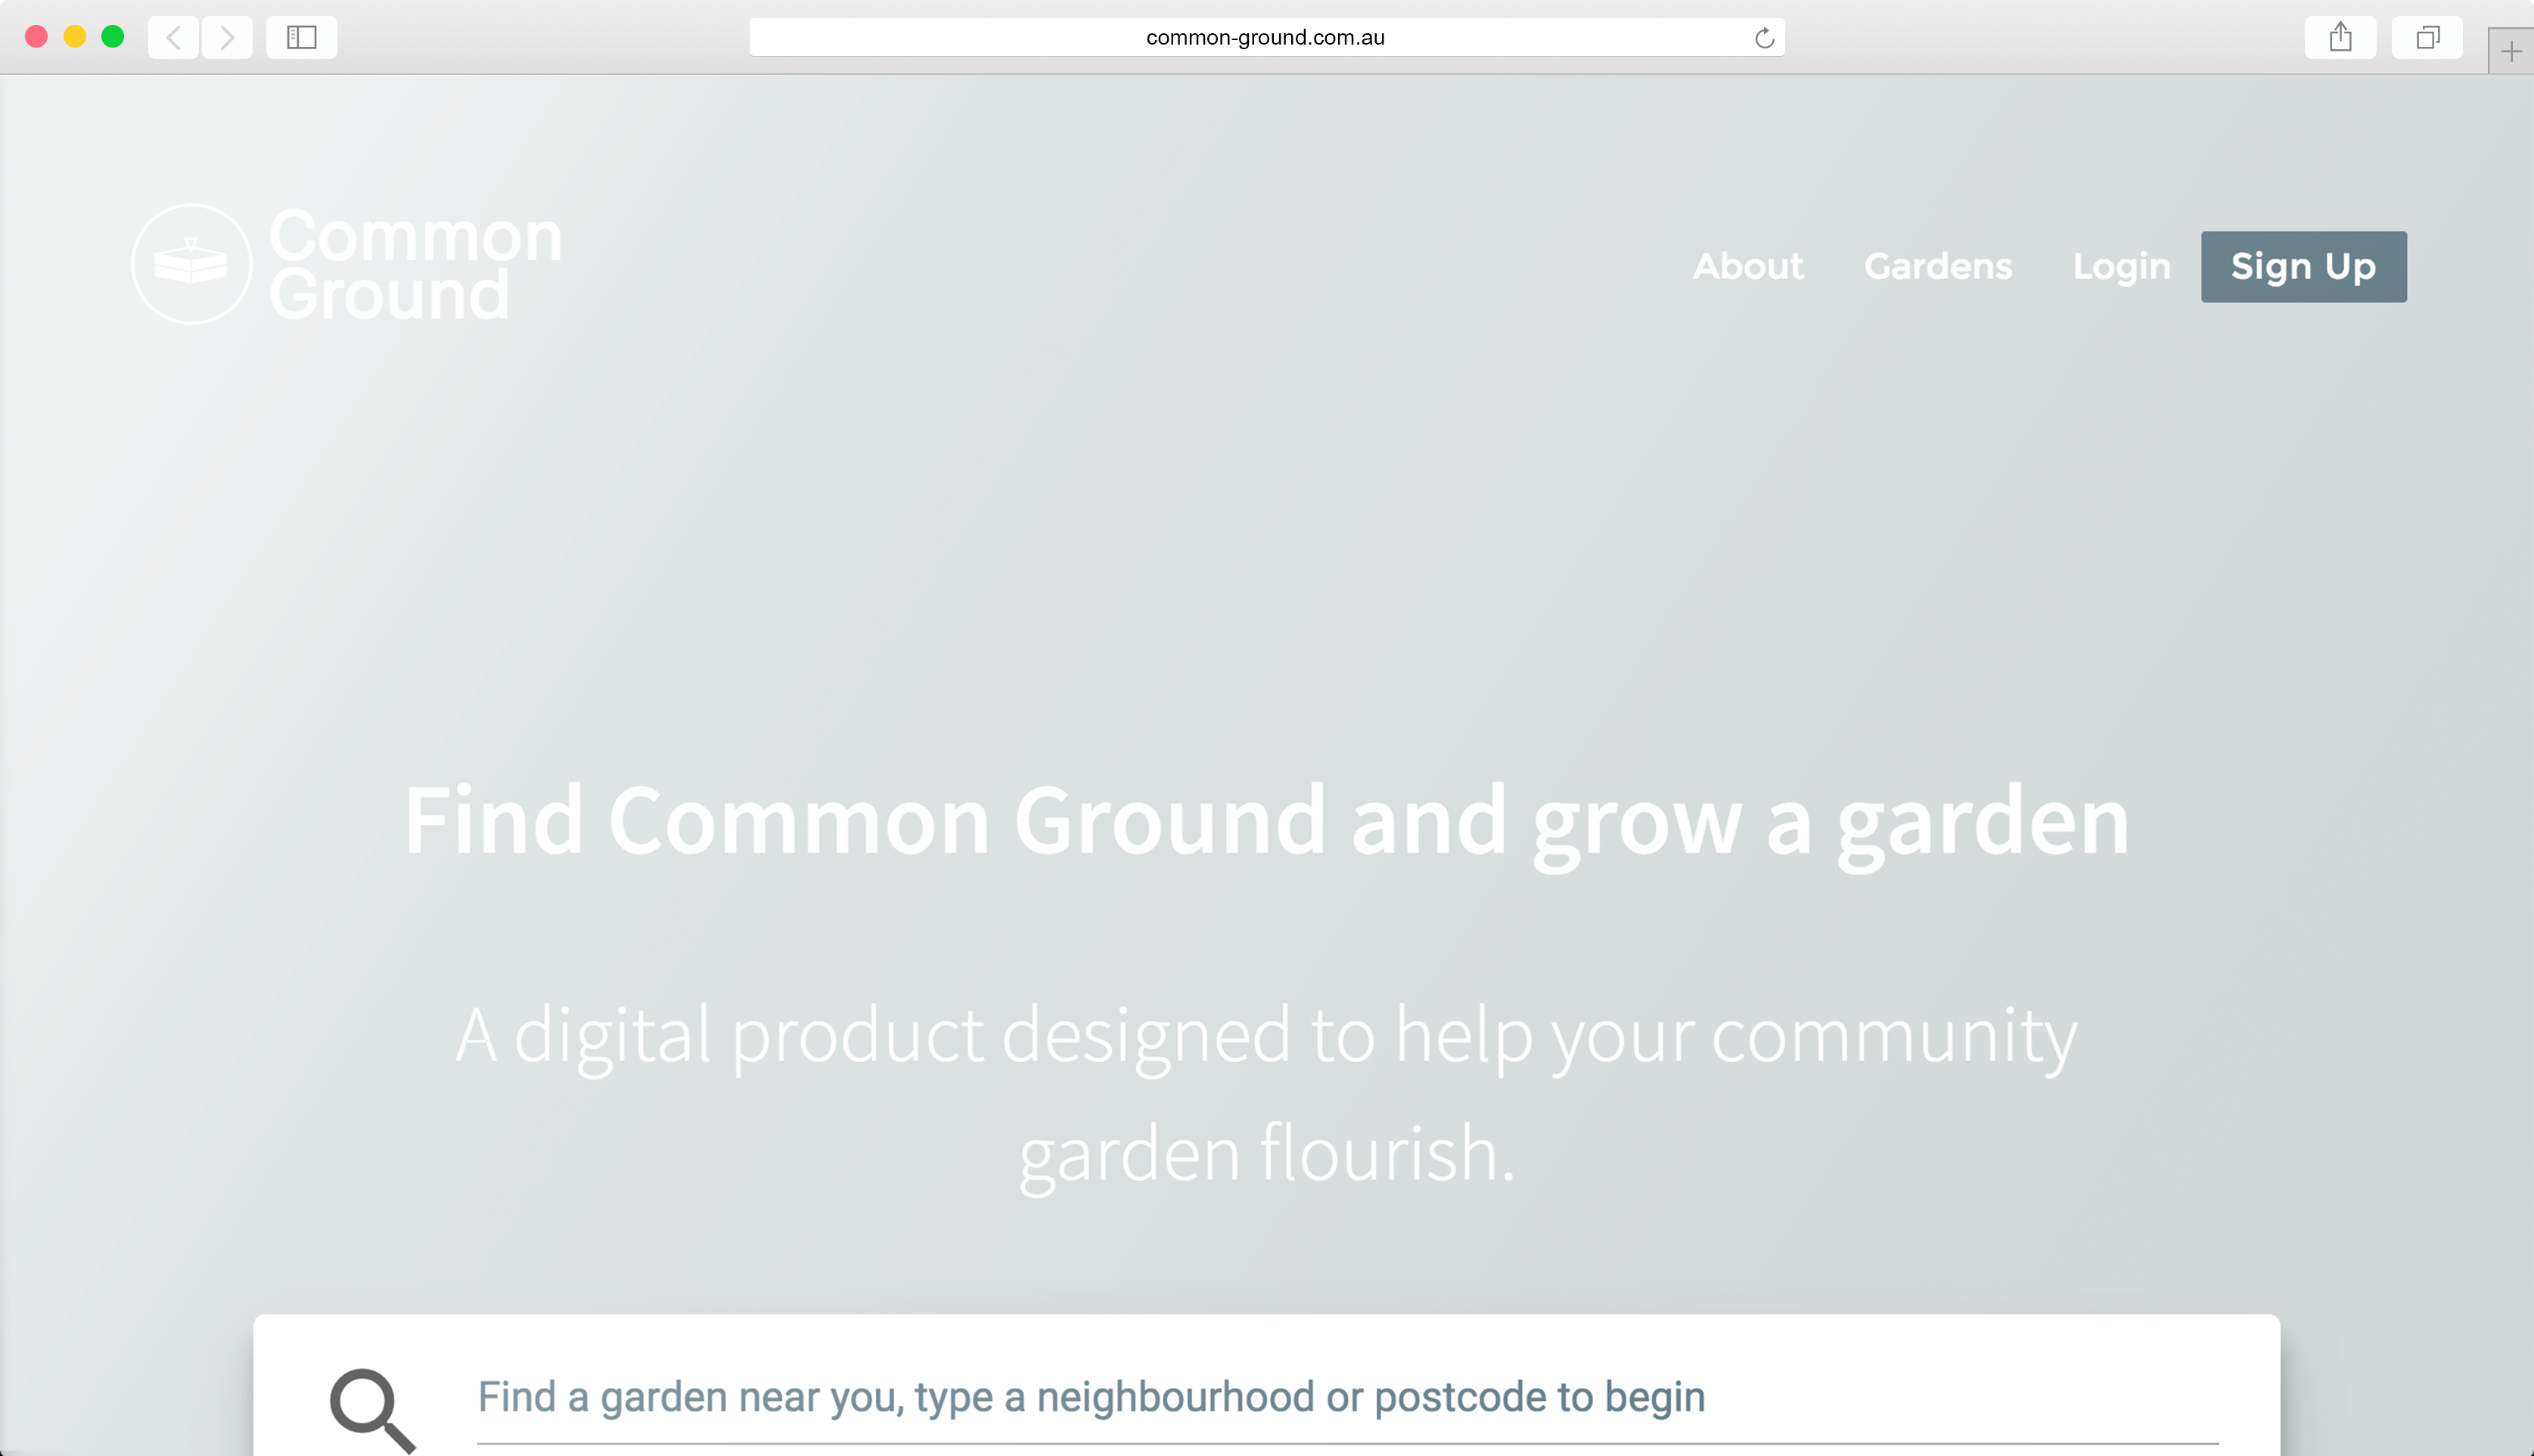 common-ground.com.au
Common
Ground
About Gardens Login Sign Up
Find Common Ground and grow a garden
A digital product designed to help your community
garden flourish.
Find a garden near you, type a neighbourhood or postcode to begin